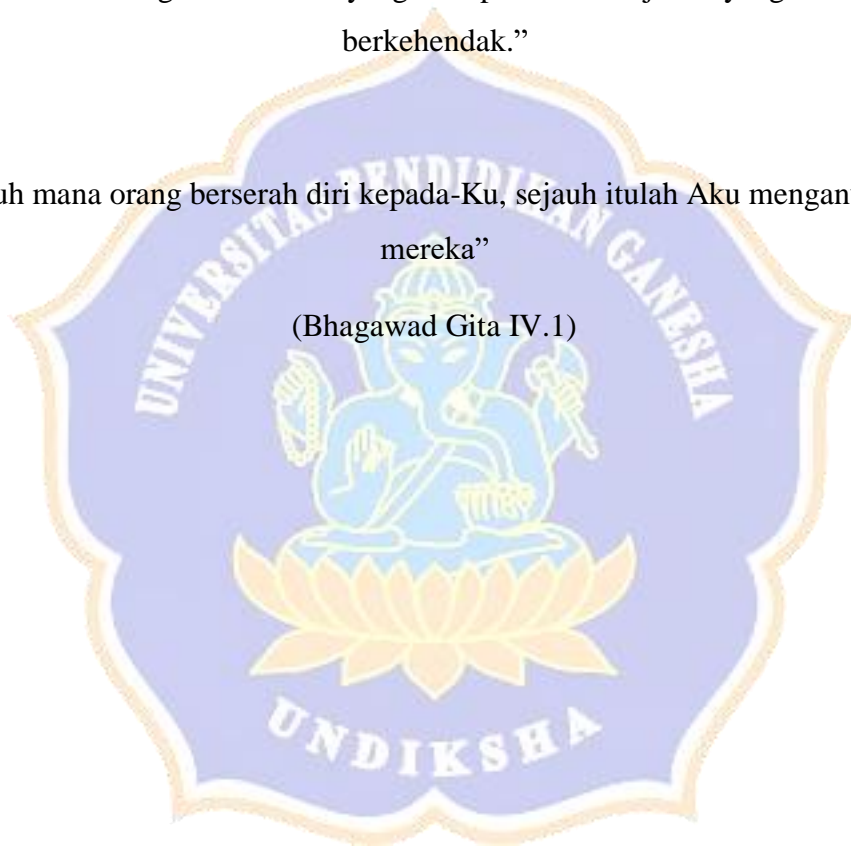 berkehendak.”
uh mana orang berserah diri kepada-Ku, sejauh itulah Aku mengan
mereka”
(Bhagawad Gita IV.1)
UNIVERSITAS PENDIDIKAN GANESHA
UNDIKSHA